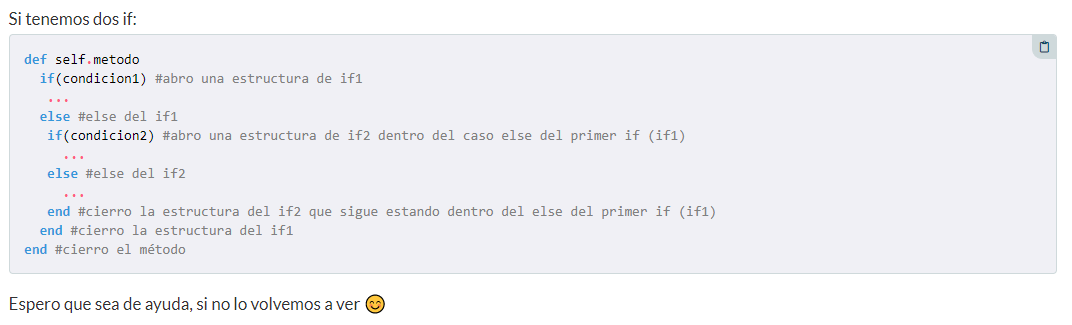 Si tenemos dos if:
def self.metodo
if(condicion1) #abro una estructura de if1
...
else #else del if1
if(condicion2) #abro una estructura de if2 dentro del caso else del primer if (if1)
...
else #else del if2
...
end #cierro la estructura del if2 que sigue estando dentro del else del primer if (if1)
end #cierro la estructura del if1
end #cierro el método
Espero que sea de ayuda, si no lo volvemos a ver 😊